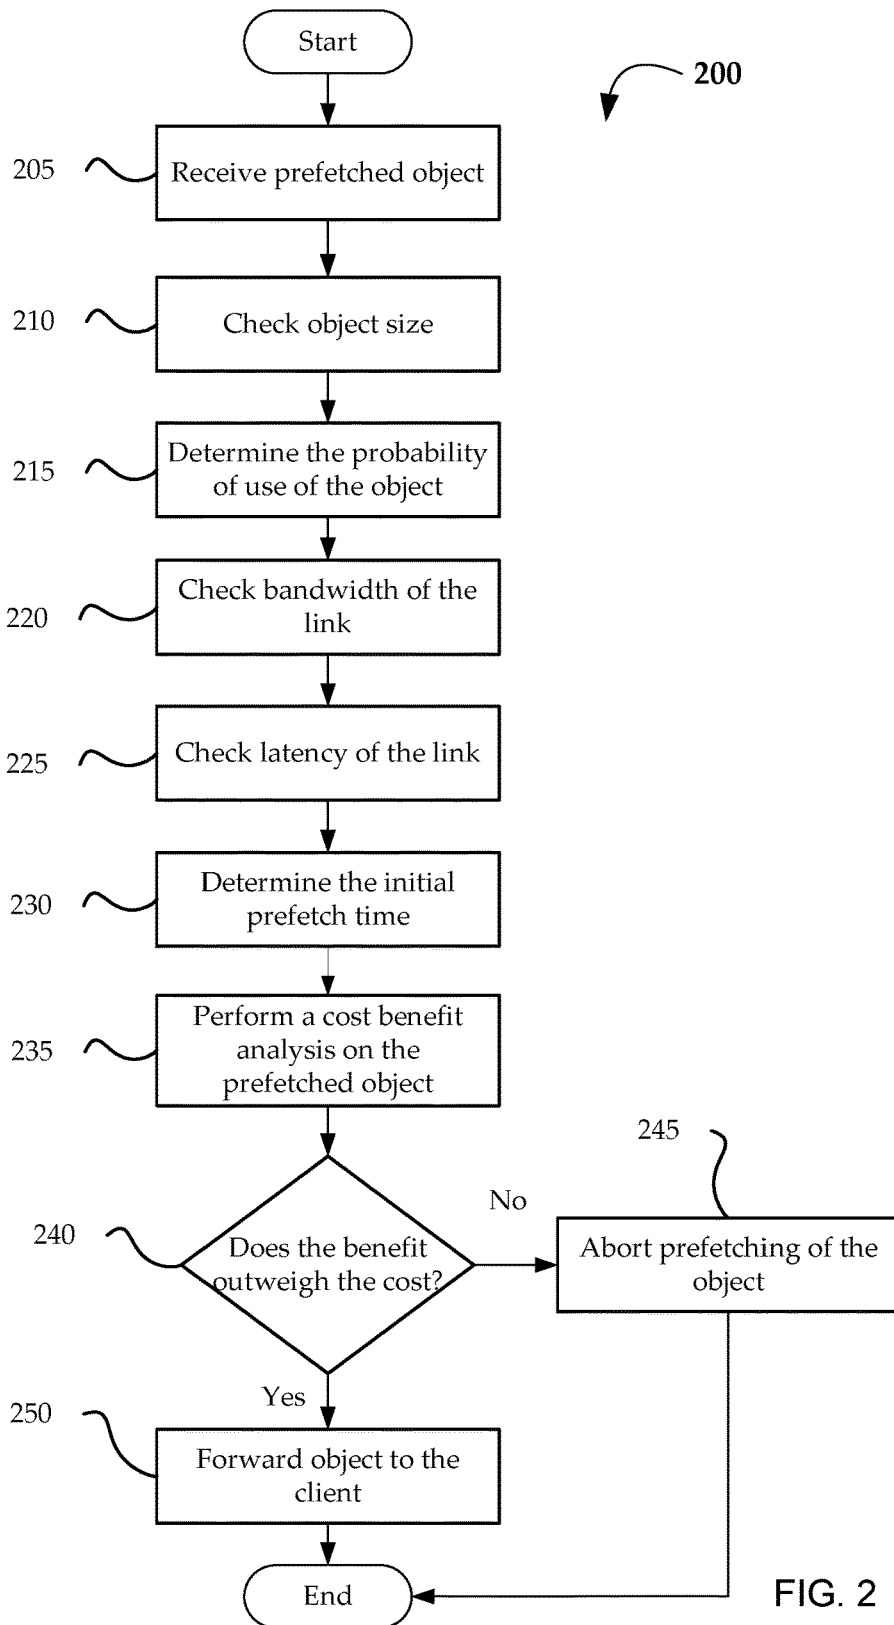 Start
200
205
Receive prefetched object
210
Check object size
215
Determine the probability
of use of the object
220
Check bandwidth of the
link
225
Check latency of the link
230
Determine the initial
prefetch time
235
Perform a cost benefit
analysis on the
prefetched object
245
No
240
Does the benefit
outweigh the cost?
Abort prefetching of the
object
Yes
250
Forward object to the
client
End
FIG. 2